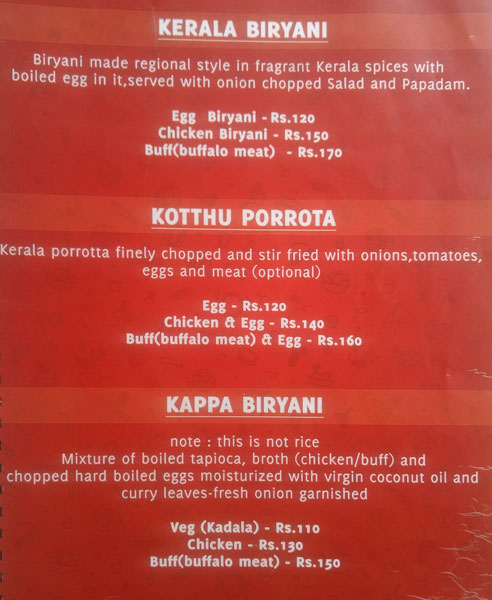 KERALA BIRYANI
Biryani made regional style in fragrant Kerala spices with
boiled egg in it,served with onion chopped Salad and Papadam.
Egg Biryani - Rs.120
Chicken Biryani - Rs.150
Buff(buffalo meat) - Rs.170
KOTTHU PORROTA
Kerala porrotta finely chopped and stir fried with onions,tomatoes,
eggs and meat (optional)
Egg - Rs.120
Chicken & Egg - Rs.140
Buff(buffalo meat) & Egg - Rs.160
KAPPA BIRYANI
note : this is not rice
Mixture of boiled tapioca, broth (chicken/buff) and
chopped hard boiled eggs moisturized with virgin coconut oil and
curry leaves-fresh onion garnished
Veg (Kadala) - Rs.110
Chicken - Rs.130
Buff(buffalo meat) - Rs.150